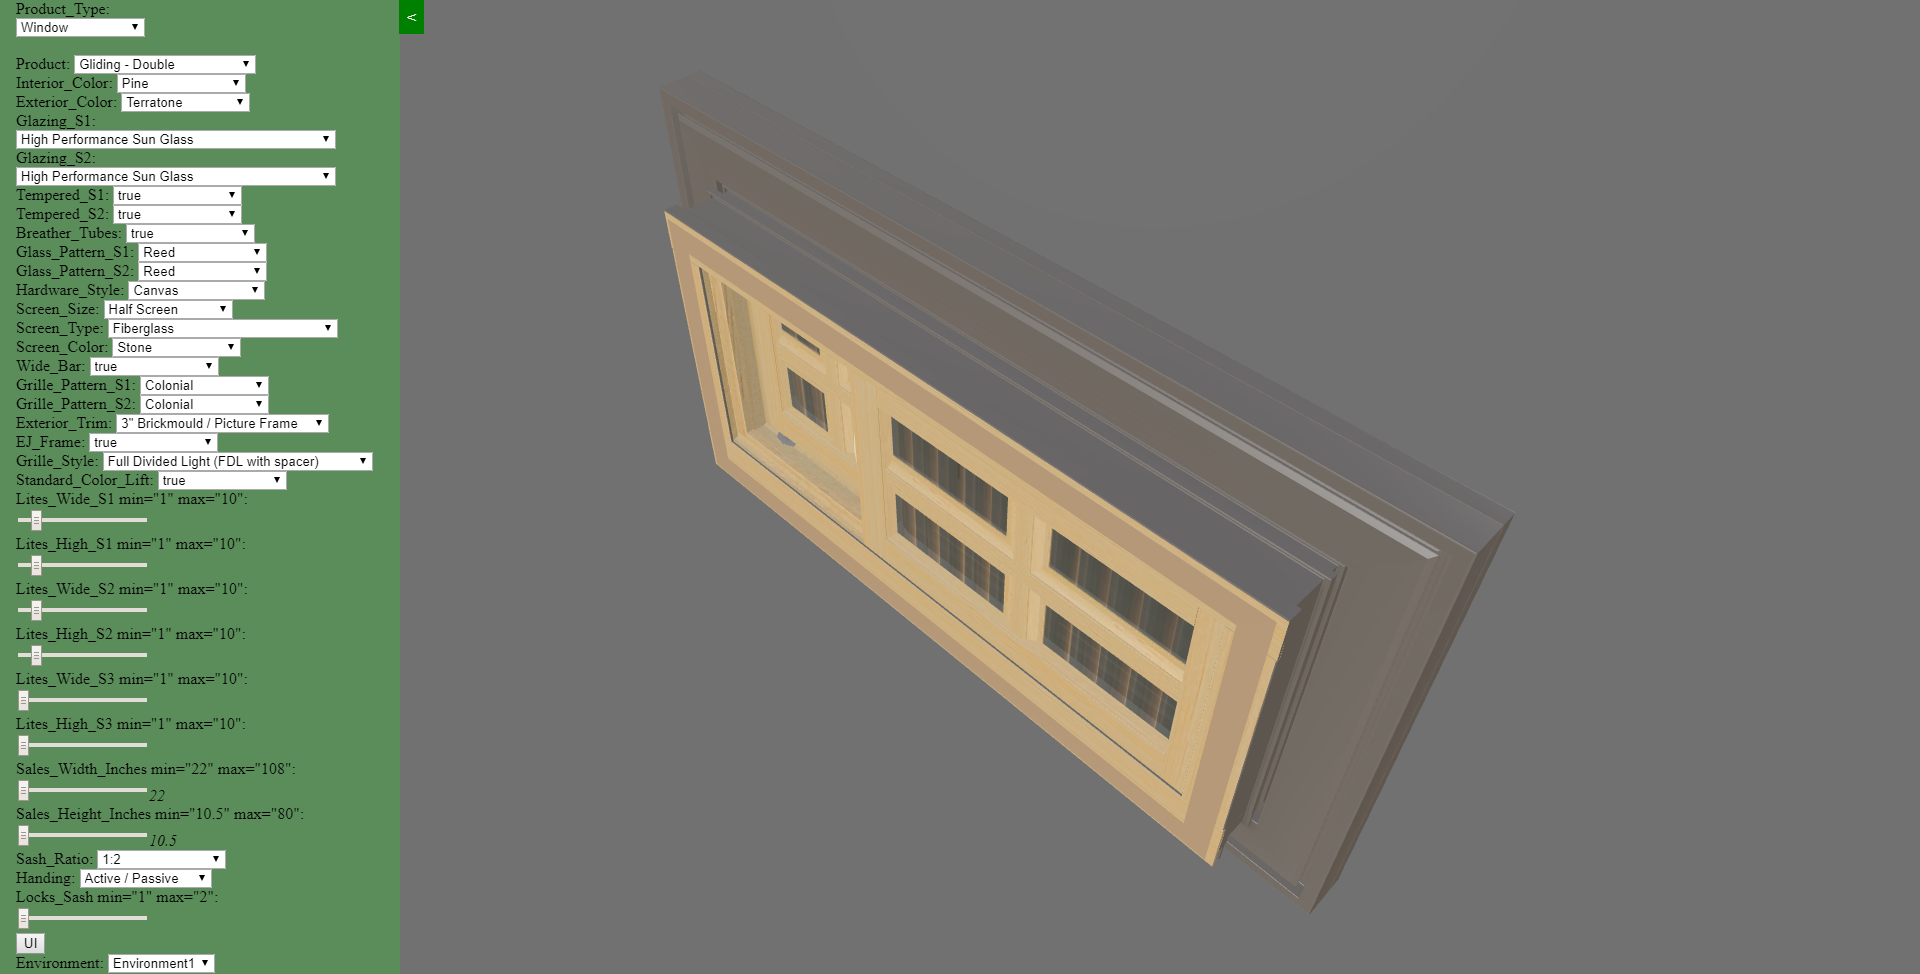 Product_Type:
Window
<
Product: Gliding - Double
Interior_Color: Pine
Exterior_Color: Terratone
Glazing_S1:
High Performance Sun Glass
Glazing_S2:
High Performance Sun Glass
Tempered_S1: true
Tempered_S2: true
Breather_Tubes: true
Glass_Pattern_S1: Reed
Glass_Pattern_S2: Reed
Hardware_Style: Canvas
Screen_Size: Half Screen
Screen_Type: Fiberglass
Screen_Color: Stone
Wide_Bar: true
Grille_Pattern_S1: Colonial
Grille_Pattern_S2: Colonial
Exterior_Trim: 3" Brickmould / Picture Frame
EJ_Frame: true
Grille_Style: Full Divided Light (FDL with spacer)
Standard_Color_Lift: true
Lites_Wide_S1 min="1" max="10":
Lites_High_S1 min="1" max="10":
Lites_Wide_S2 min="1" max="10":
Lites_High_S2 min="1" max="10":
Lites_Wide_S3 min="1" max="10":
Lites_High_S3 min="1" max="10":
Sales_Width_Inches min="22" max="108":
22
Sales_Height_Inches min="10.5" max="80":
10.5
Sash_Ratio: 1:2
Handing: Active / Passive
Locks_Sash min="1" max="2":
UI
Environment: Environment1